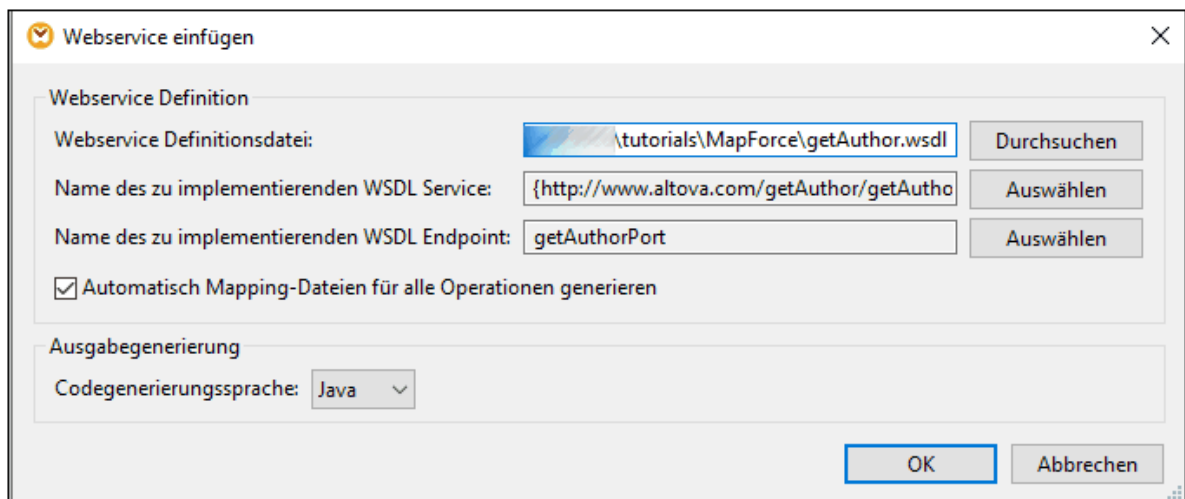 Webservice einfügen
Webservice Definition
Webservice Definitionsdatei: \tutorials\MapForce\getAuthor.wsdl Durchsuchen
Name des zu implementierenden WSDL Service: {http://www.altova.com/getAuthor/getAutho Auswählen
Name des zu implementierenden WSDL Endpoint: getAuthorPort Auswählen
Automatisch Mapping-Dateien für alle Operationen generieren
Ausgabegenerierung
Codegenerierungssprache: Java
OK Abbrechen